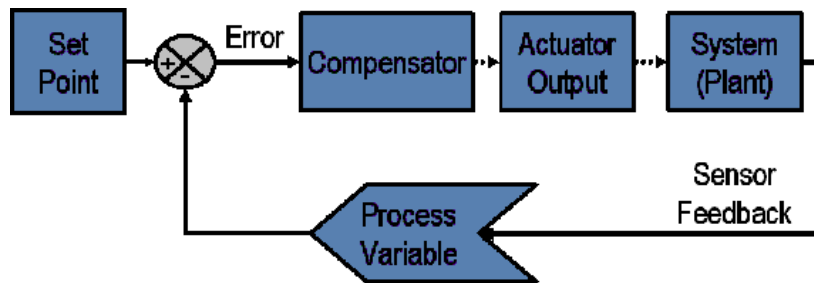 Set
Point
+
-
Error
Compensator
Actuator
Output
System
(Plant)
Sensor
Feedback
Process
Variable